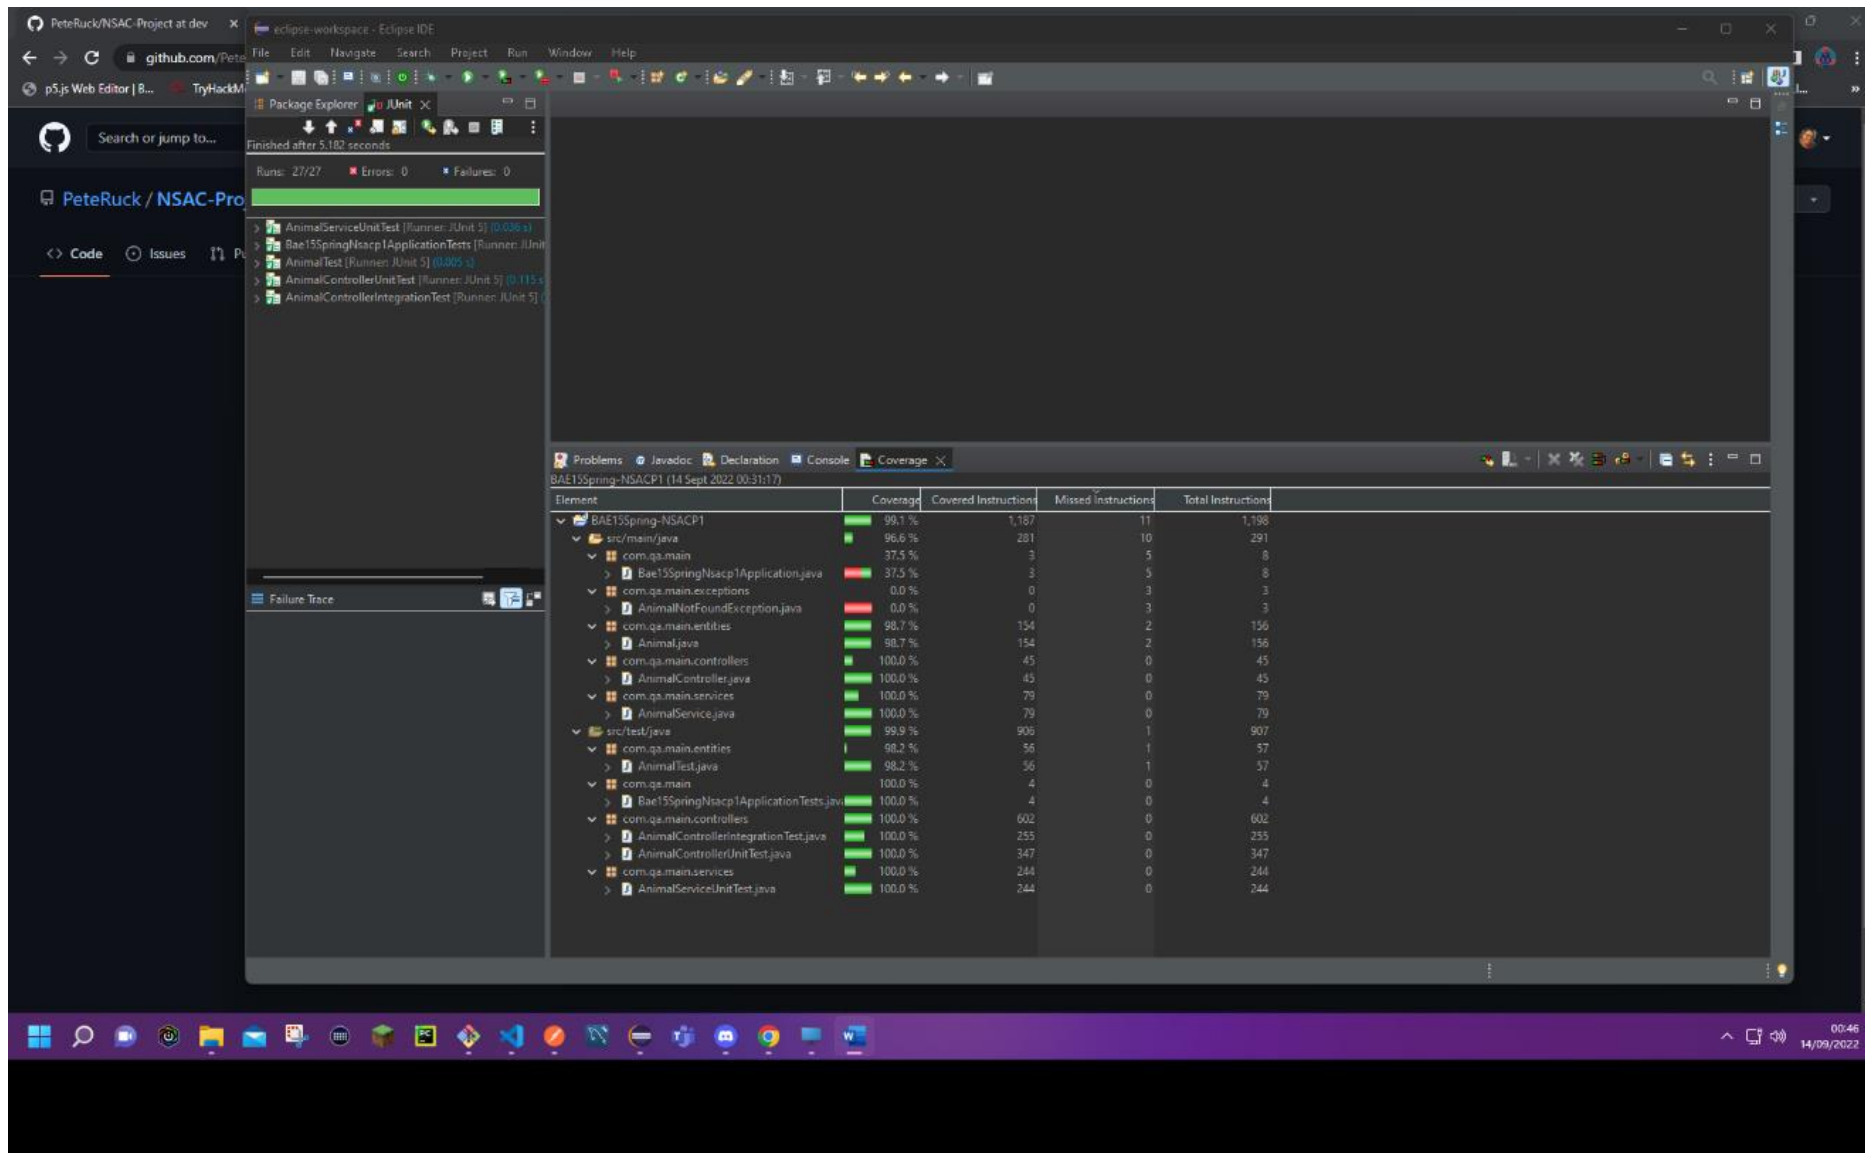 PeteRuck/NSAC-Project at dev
eclipse-workspace - Eclipse IDE
github.com/Pete
File Edit Navigate Search Project Run Window Help
p5.js Web Editor | B... TryHackM
Package Explorer JUnit
Search or jump to...
Finished after 5.182 seconds
Runs: 27/27 Errors: 0 Failures: 0
PeteRuck / NSAC-Pro
AnimalServiceUnitTest [Runner: JUnit 5] (0.036 s)
Bae15SpringNsacp1ApplicationTests [Runner: JUnit
AnimalTest [Runner: JUnit 5] (0.005 s)
AnimalControllerUnitTest [Runner: JUnit 5] (0.115 s
AnimalControllerIntegrationTest [Runner: JUnit 5] (
Code Issues Pu
Problems Javadoc Declaration Console Coverage
BAE15Spring-NSACP1 (14 Sept 2022 00:31:17)
Element Coverage Covered Instructions Missed Instructions Total Instructions
BAE15Spring-NSACP1 99.1 % 1,187 11 1,198
src/main/java 96.6 % 281 10 291
com.qa.main 37.5 % 3 5 8
Bae15SpringNsacp1Application.java 37.5 % 3 5 8
com.qa.main.exceptions 0.0 % 0 3 3
AnimalNotFoundException.java 0.0 % 0 3 3
com.qa.main.entities 98.7 % 154 2 156
Animal.java 98.7 % 154 2 156
com.qa.main.controllers 100.0 % 45 0 45
AnimalController.java 100.0 % 45 0 45
com.qa.main.services 100.0 % 79 0 79
AnimalService.java 100.0 % 79 0 79
src/test/java 99.9 % 906 1 907
com.qa.main.entities 98.2 % 56 1 57
AnimalTest.java 98.2 % 56 1 57
com.qa.main 100.0 % 4 0 4
Bae15SpringNsacp1ApplicationTests.java 100.0 % 4 0 4
com.qa.main.controllers 100.0 % 602 0 602
AnimalControllerIntegrationTest.java 100.0 % 255 0 255
AnimalControllerUnitTest.java 100.0 % 347 0 347
com.qa.main.services 100.0 % 244 0 244
AnimalServiceUnitTest.java 100.0 % 244 0 244
Failure Trace
00:46
14/09/2022